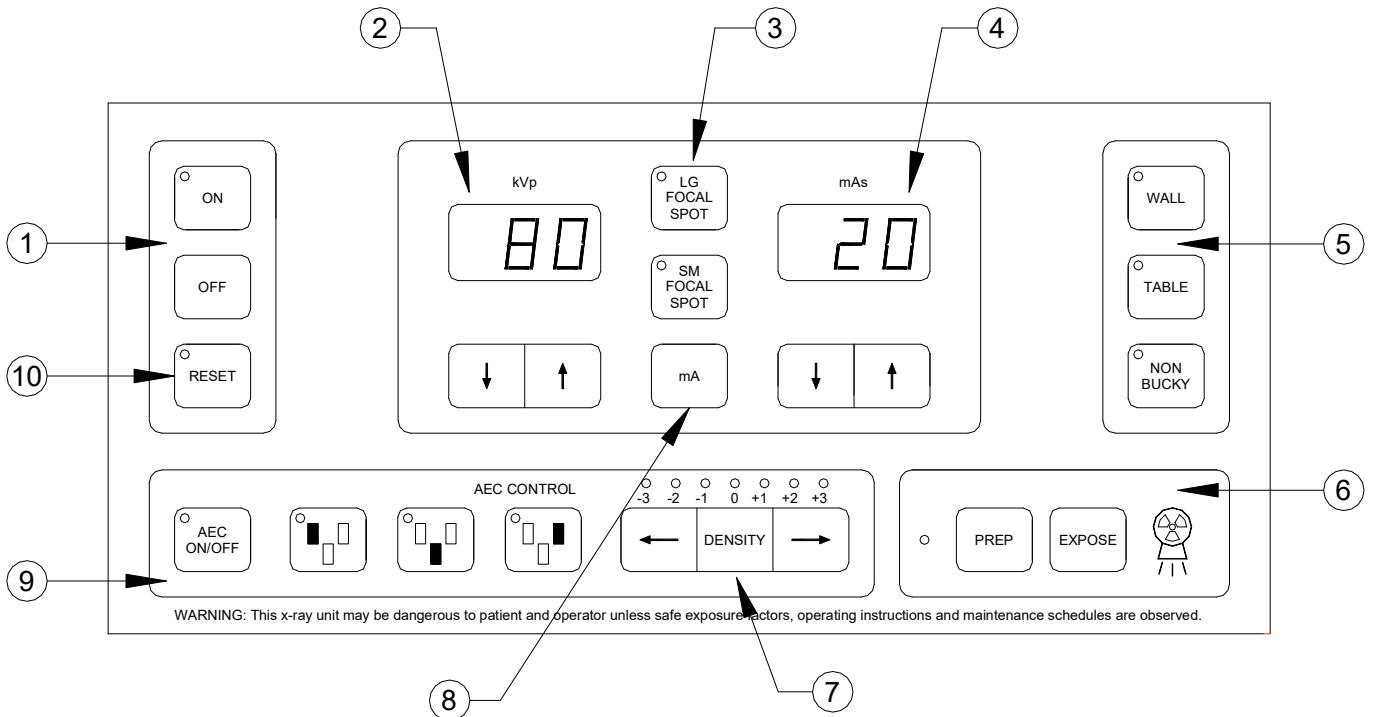 2
3
4
kVp
LG
FOCAL
SPOT
mAs
ON
WALL
1
80
20
5
OFF
SM
FOCAL
SPOT
TABLE
10
RESET
mA
NON
BUCKY
AEC CONTROL
-3 -2 -1 0 +1 +2 +3
6
AEC
ON/OFF
DENSITY
PREP
EXPOSE
9
WARNING: This x-ray unit may be dangerous to patient and operator unless safe exposure factors, operating instructions and maintenance schedules are observed.
8
7